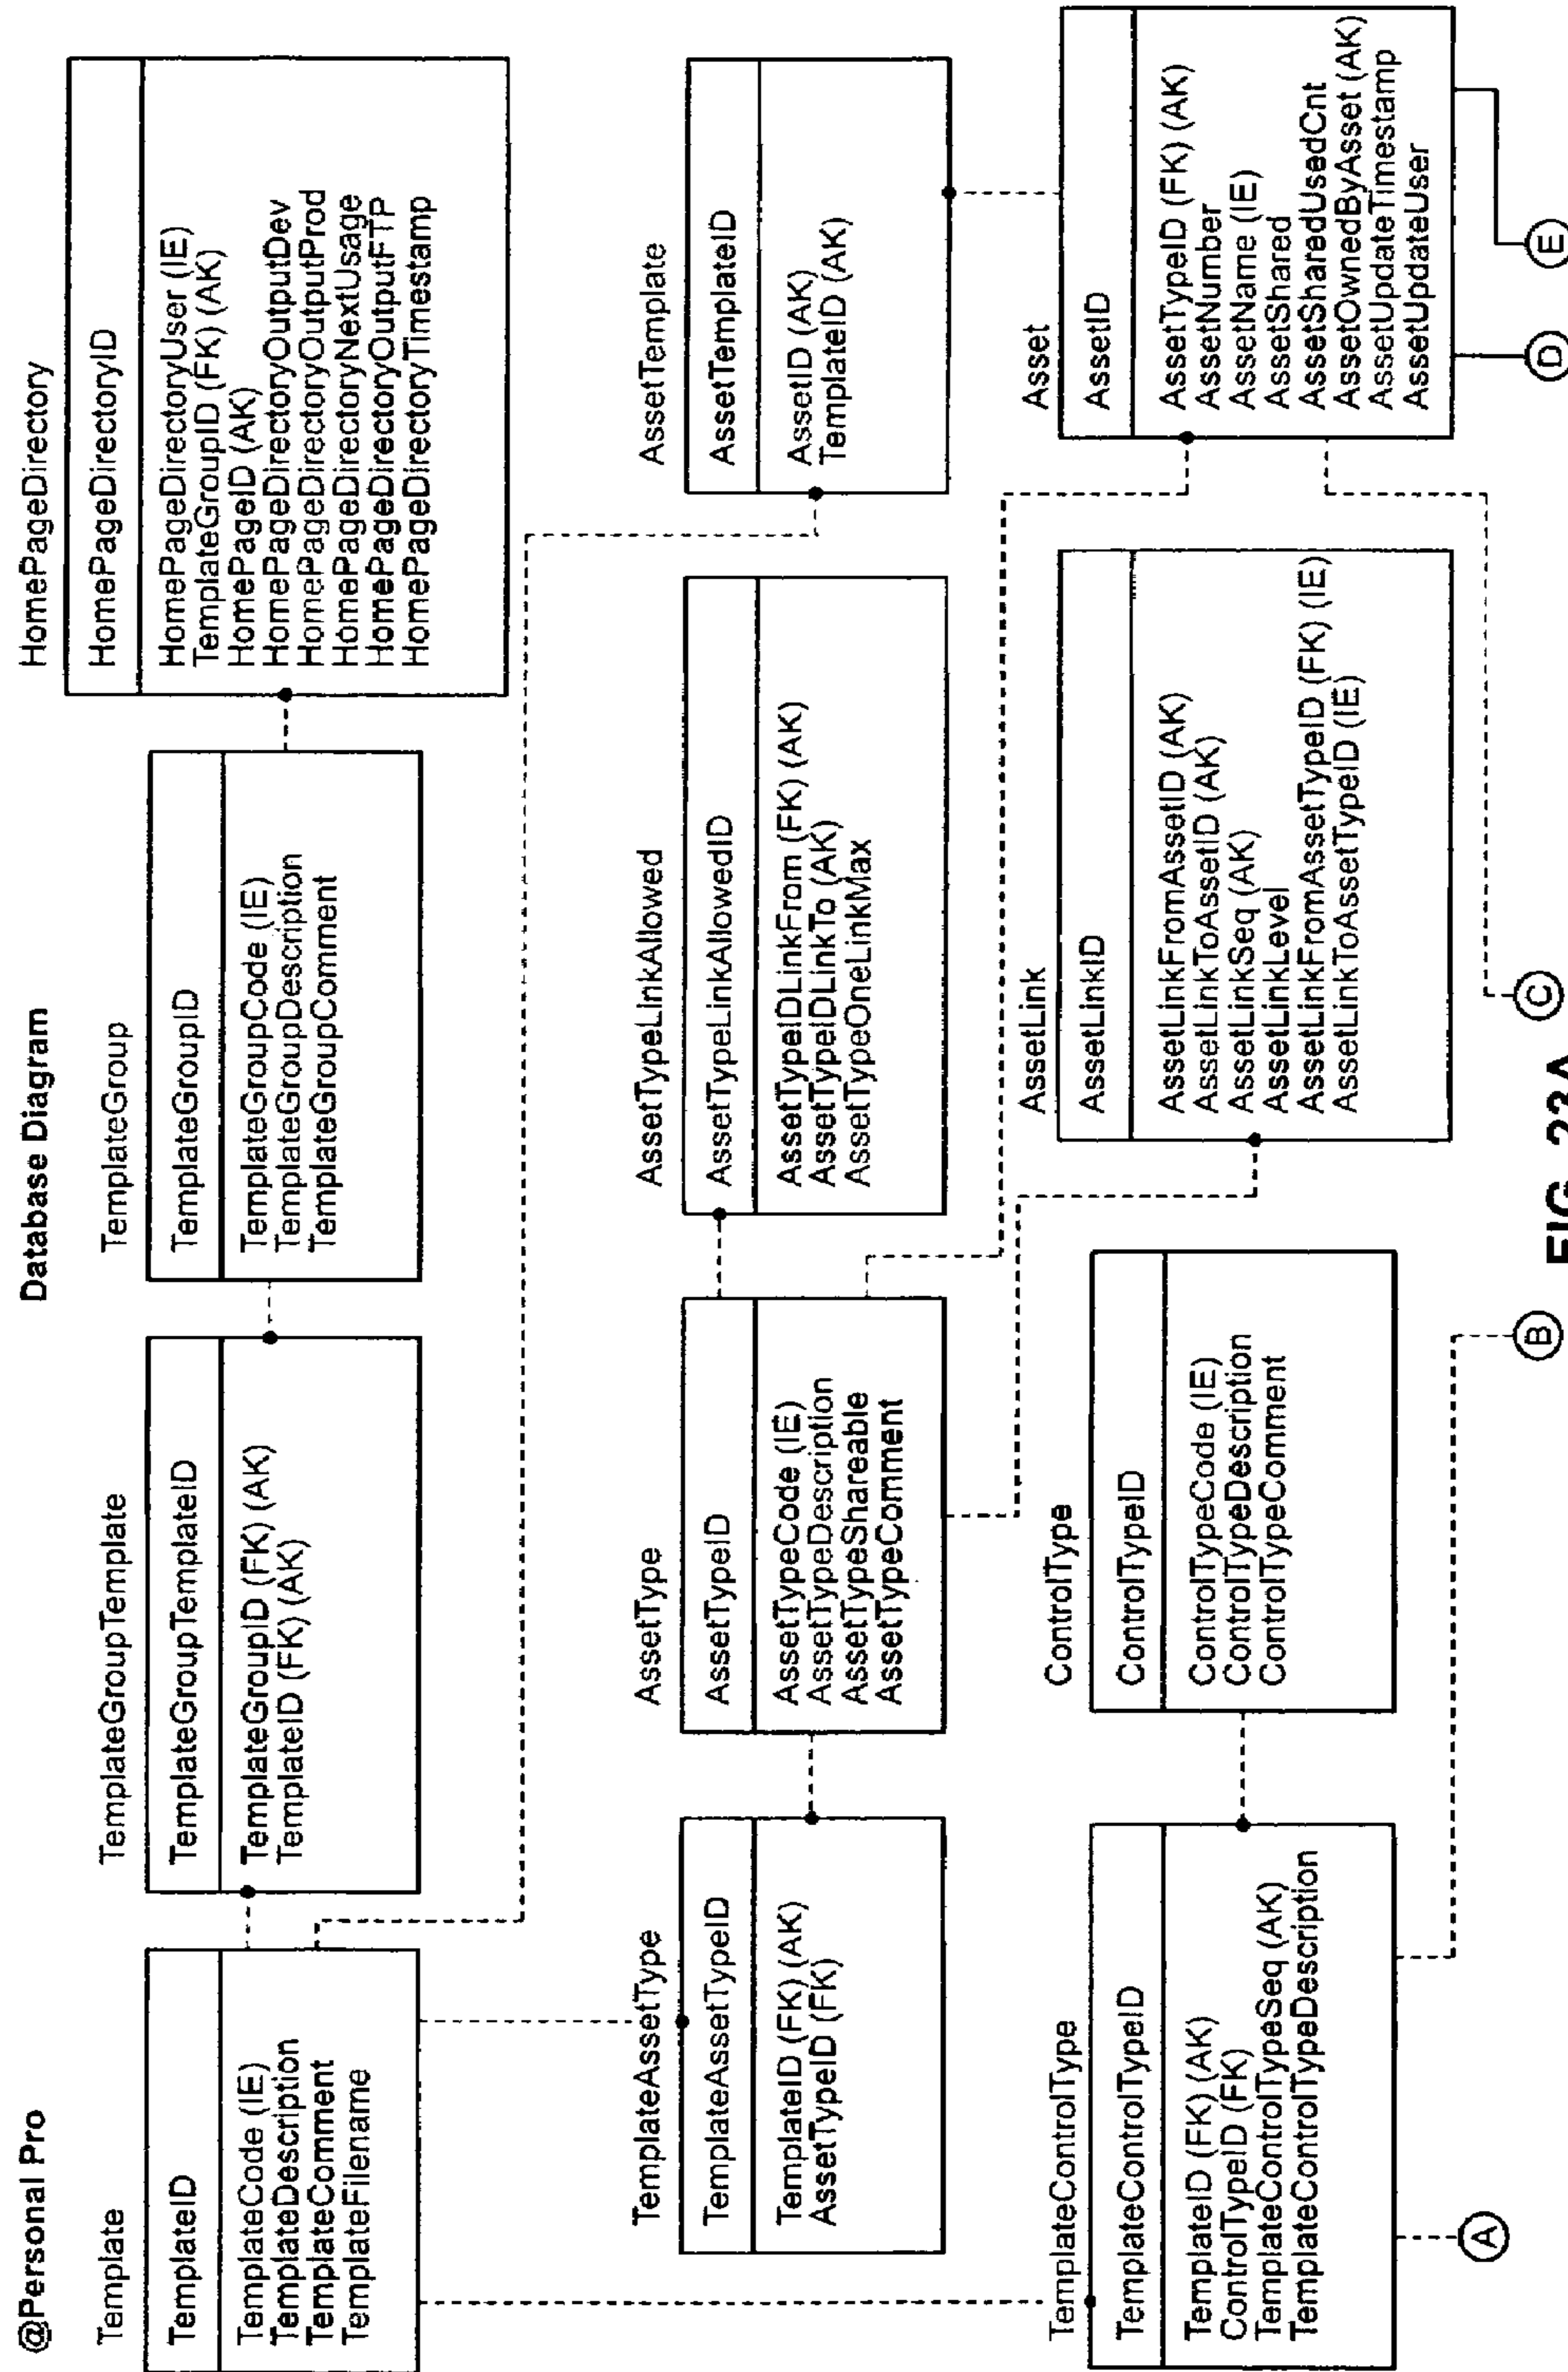 @Personal Pro
Database Diagram
Template
TemplateID
TemplateCode (IE)
TemplateDescription
TemplateComment
TemplateFilename
TemplateGroupTemplate
TemplateGroupTemplateID
TemplateGroupID (FK) (AK)
TemplateID (FK) (AK)
TemplateGroup
TemplateGroupID
TemplateGroupCode (IE)
TemplateGroupDescription
TemplateGroupComment
HomePageDirectory
HomePageDirectoryID
HomePageDirectoryUser (IE)
TemplateGroupID (FK) (AK)
HomePageID (AK)
HomePageDirectoryOutputDev
HomePageDirectoryOutputProd
HomePageDirectoryNextUsage
HomePageDirectoryOutputFTP
HomePageDirectoryTimestamp
TemplateAssetType
TemplateAssetTypeID
TemplateID (FK) (AK)
AssetTypeID (FK)
AssetType
AssetTypeID
AssetTypeCode (IE)
AssetTypeDescription
AssetTypeShareable
AssetTypeComment
AssetTypeLinkAllowed
AssetTypeLinkAllowedID
AssetTypeIDLinkFrom (FK) (AK)
AssetTypeIDLinkTo (AK)
AssetTypeOneLinkMax
AssetTemplate
AssetTemplateID
AssetID (AK)
TemplateID (AK)
TemplateControlType
TemplateControlTypeID
TemplateID (FK) (AK)
ControlTypeID (FK)
TemplateControlTypeSeq (AK)
TemplateControlTypeDescription
ControlType
ControlTypeID
ControlTypeCode (IE)
ControlTypeDescription
ControlTypeComment
AssetLink
AssetLinkID
AssetLinkFromAssetID (AK)
AssetLinkToAssetID (AK)
AssetLinkSeq (AK)
AssetLinkLevel
AssetLinkFromAssetTypeID (FK) (IE)
AssetLinkToAssetTypeID (IE)
Asset
AssetID
AssetTypeID (FK) (AK)
AssetNumber
AssetName (IE)
AssetShared
AssetSharedUsedCnt
AssetOwnedByAsset (AK)
AssetUpdateTimestamp
AssetUpdateUser
A
B
C
D
E
FIG. 23A